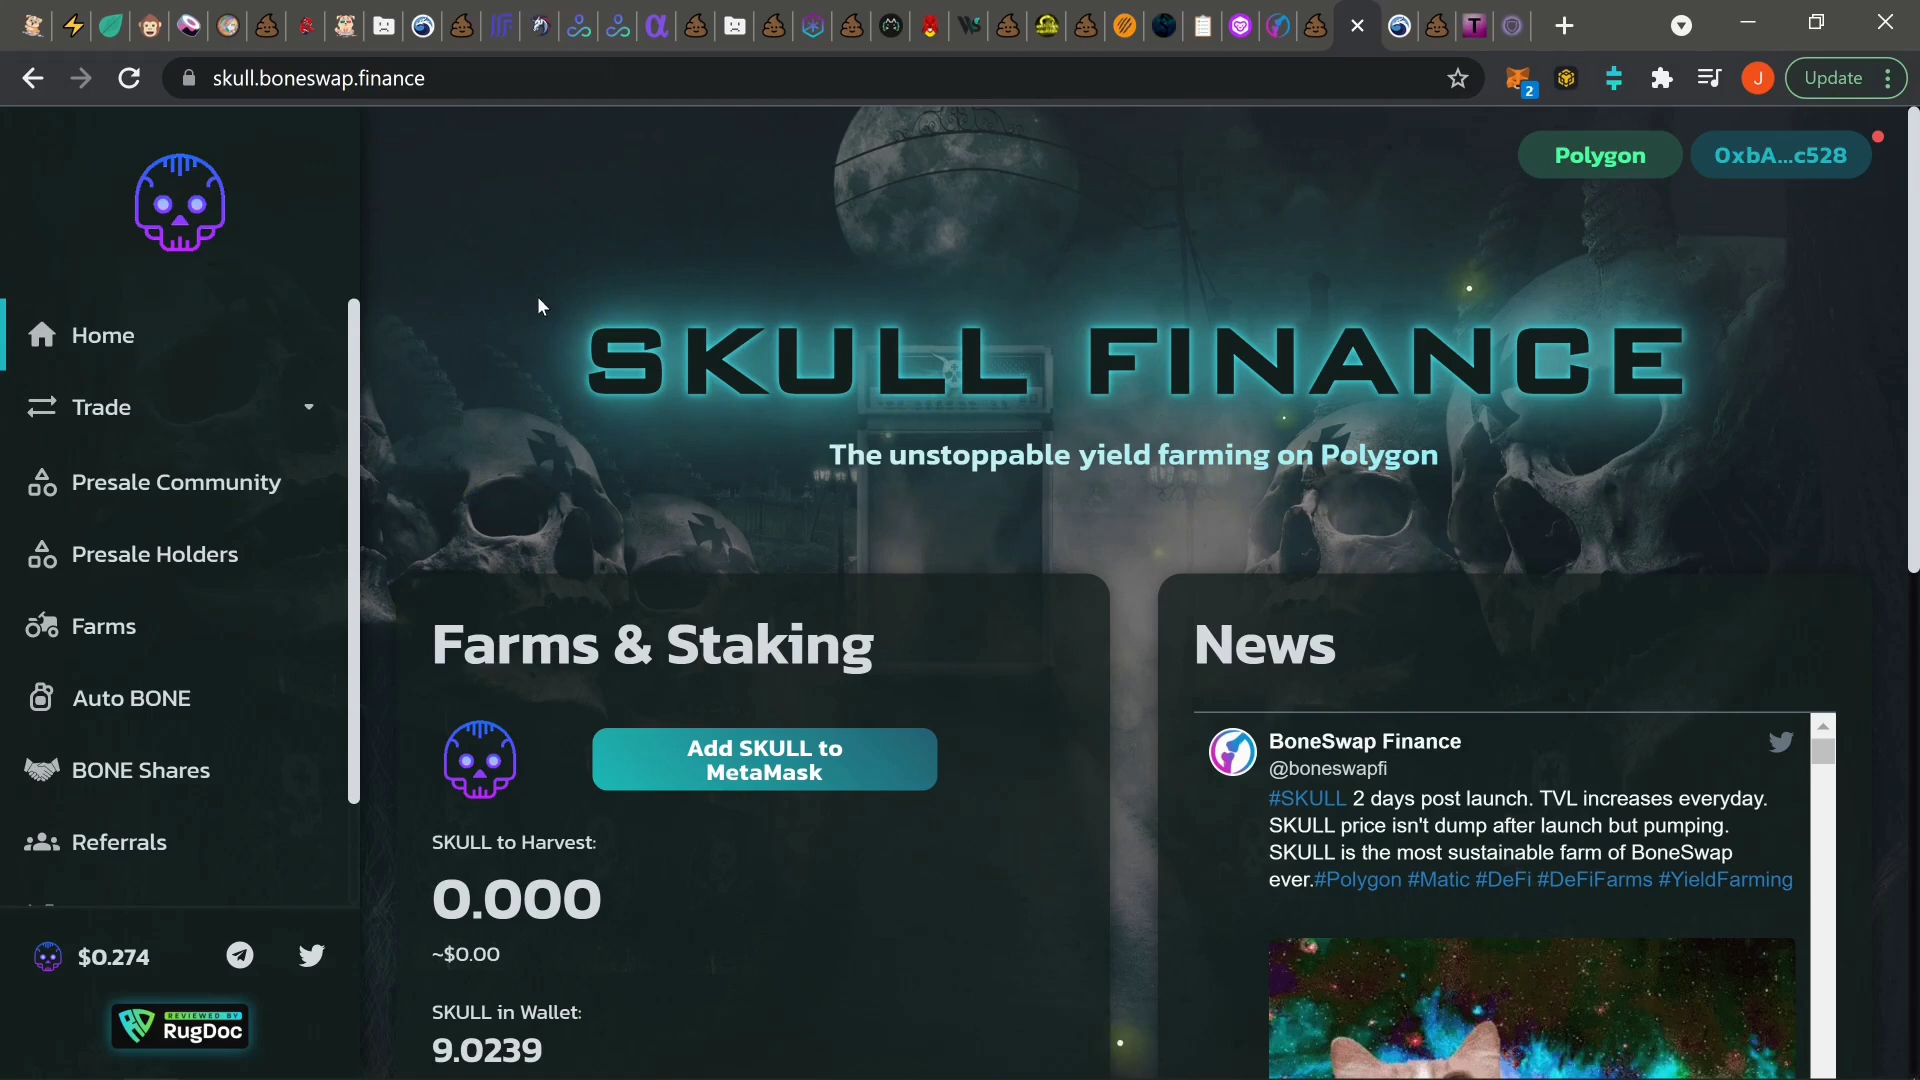 skull.boneswap.finance
2
J
Update
Polygon
0xbA...c528
SKULL FINANCE
The unstoppable yield farming on Polygon
Home
Trade
Presale Community
Presale Holders
Farms
Auto BONE
BONE Shares
Referrals
$0.274
REVIEWED BY
RugDoc
Farms & Staking
Add SKULL to
MetaMask
SKULL to Harvest:
0.000
~$0.00
SKULL in Wallet:
9.0239
News
BoneSwap Finance
@boneswapfi
#SKULL 2 days post launch. TVL increases everyday.
SKULL price isn't dump after launch but pumping.
SKULL is the most sustainable farm of BoneSwap
ever.#Polygon #Matic #DeFi #DeFiFarms #YieldFarming